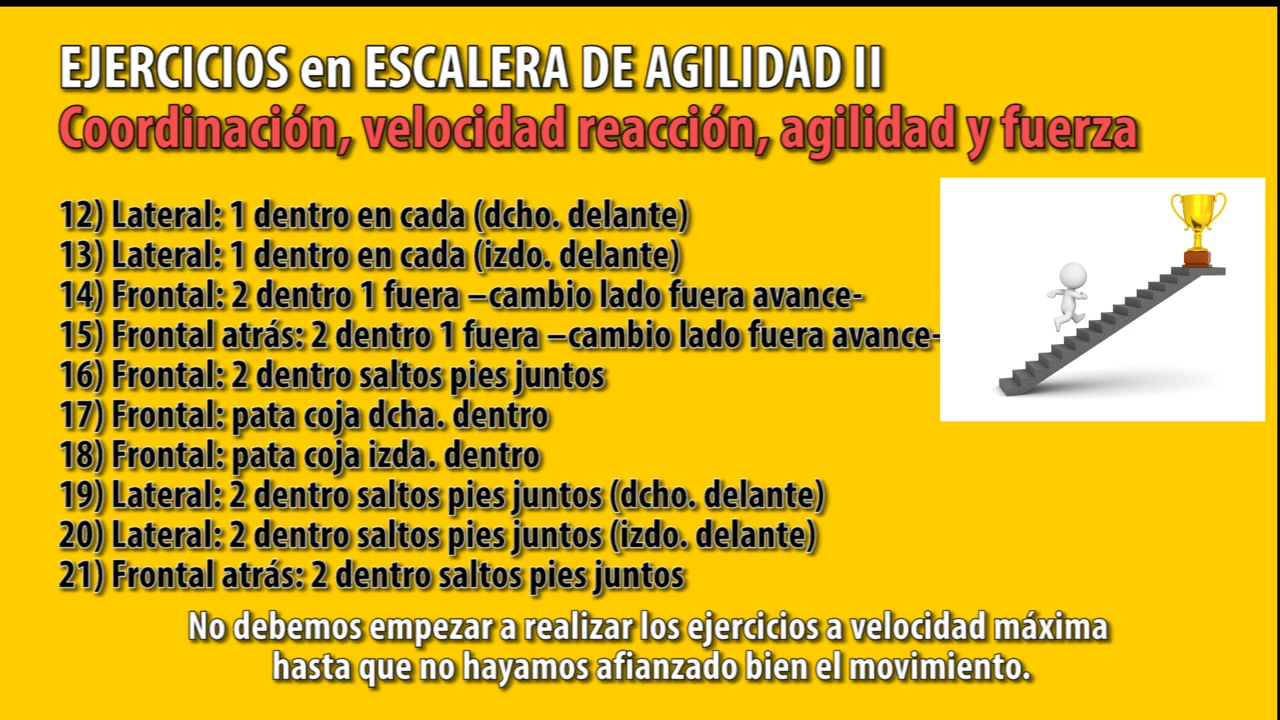 EJERCICIOS en ESCALERA DE AGILIDAD II
Coordinación, velocidad reacción, agilidad y fuerza
12) Lateral: 1 dentro en cada (dcho. delante)
13) Lateral: 1 dentro en cada (izdo. delante)
14) Frontal: 2 dentro 1 fuera –cambio lado fuera avance-
15) Frontal atrás: 2 dentro 1 fuera –cambio lado fuera avance-
16) Frontal: 2 dentro saltos pies juntos
17) Frontal: pata coja dcha. dentro
18) Frontal: pata coja izda. dentro
19) Lateral: 2 dentro saltos pies juntos (dcho. delante)
20) Lateral: 2 dentro saltos pies juntos (izdo. delante)
21) Frontal atrás: 2 dentro saltos pies juntos
No debemos empezar a realizar los ejercicios a velocidad máxima
hasta que no hayamos afianzado bien el movimiento.